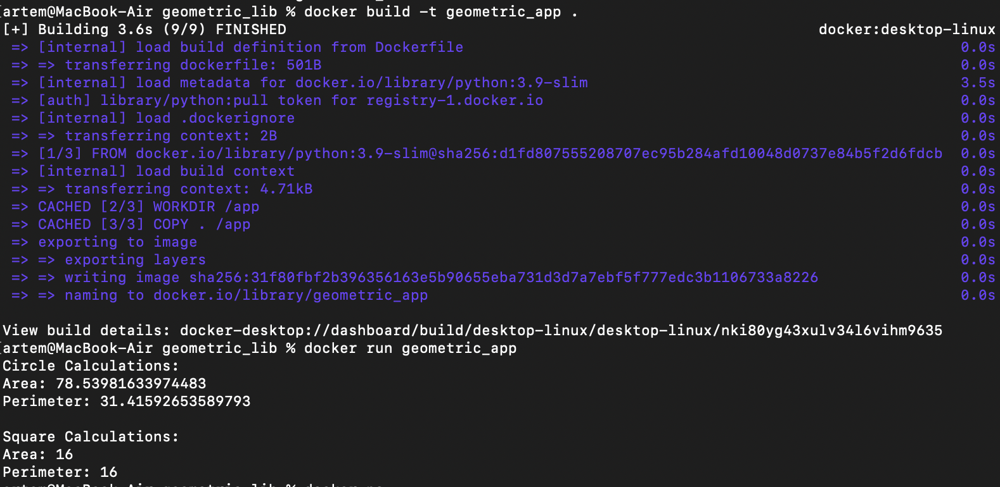 artem@MacBook-Air geometric_lib % docker build -t geometric_app .
[+] Building 3.6s (9/9) FINISHED docker:desktop-linux
=> [internal] load build definition from Dockerfile 0.0s
=> => transferring dockerfile: 501B 0.0s
=> [internal] load metadata for docker.io/library/python:3.9-slim 3.5s
=> [auth] library/python:pull token for registry-1.docker.io 0.0s
=> [internal] load .dockerignore 0.0s
=> => transferring context: 2B 0.0s
=> [1/3] FROM docker.io/library/python:3.9-slim@sha256:d1fd807555208707ec95b284afd10048d0737e84b5f2d6fdcb 0.0s
=> [internal] load build context 0.0s
=> => transferring context: 4.71kB 0.0s
=> CACHED [2/3] WORKDIR /app 0.0s
=> CACHED [3/3] COPY . /app 0.0s
=> exporting to image 0.0s
=> => exporting layers 0.0s
=> => writing image sha256:31f80fbf2b396356163e5b90655eba731d3d7a7ebf5f777edc3b1106733a8226 0.0s
=> => naming to docker.io/library/geometric_app 0.0s
View build details: docker-desktop://dashboard/build/desktop-linux/desktop-linux/nki80yg43xulv34l6vihm9635
artem@MacBook-Air geometric_lib % docker run geometric_app
Circle Calculations:
Area: 78.53981633974483
Perimeter: 31.41592653589793
Square Calculations:
Area: 16
Perimeter: 16